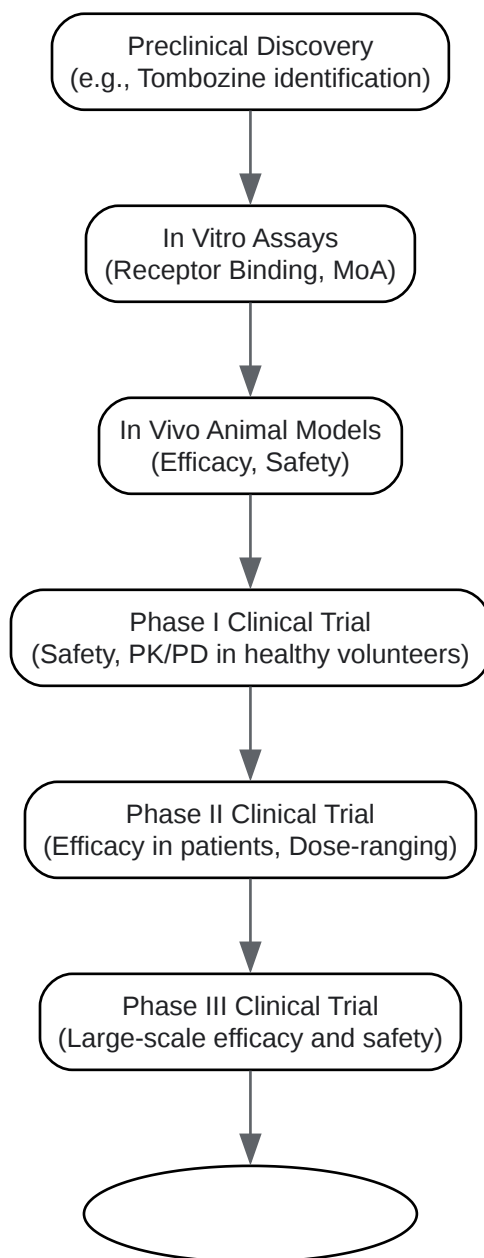 Preclinical Discovery
(e.g., Tombozine identification)
In Vitro Assays
(Receptor Binding, MoA)
In Vivo Animal Models
(Efficacy, Safety)
Phase I Clinical Trial
(Safety, PK/PD in healthy volunteers)
Phase II Clinical Trial
(Efficacy in patients, Dose-ranging)
Phase III Clinical Trial
(Large-scale efficacy and safety)